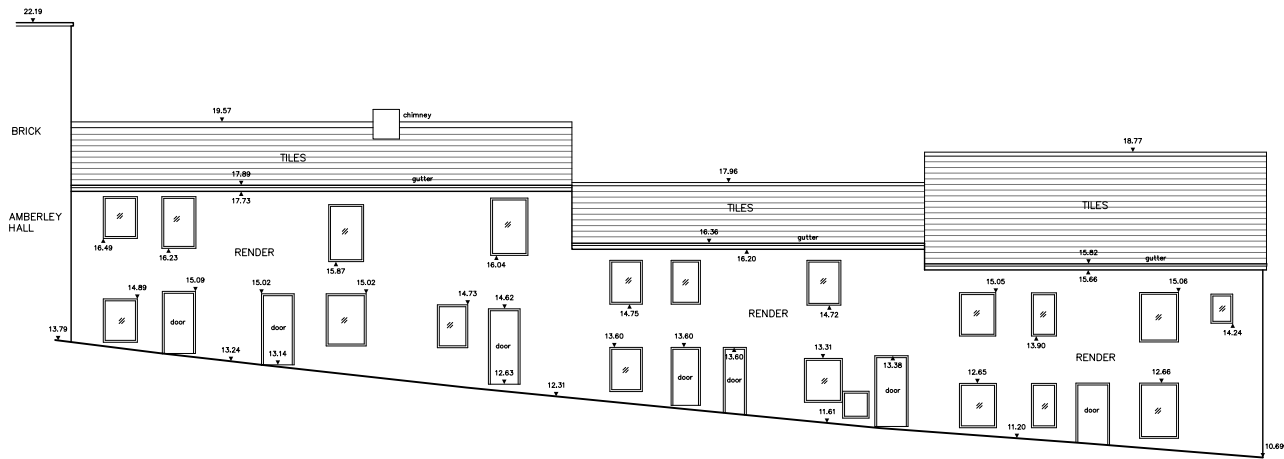 22.19
19.57
chimney
BRICK
18.77
TILES
17.89
gutter
17.96
17.73
TILES
TILES
AMBERLEY
HALL
16.49
16.23
RENDER
15.87
16.04
16.36
gutter
16.20
15.82
gutter
15.66
14.89
15.09
15.02
15.02
14.73
14.62
14.75
RENDER
14.72
15.05
15.06
14.24
13.79
door
door
door
13.24
13.14
12.63
12.31
13.60
13.60
13.60
13.31
13.38
13.90
RENDER
door
door
door
12.65
12.66
door
11.61
11.20
10.69